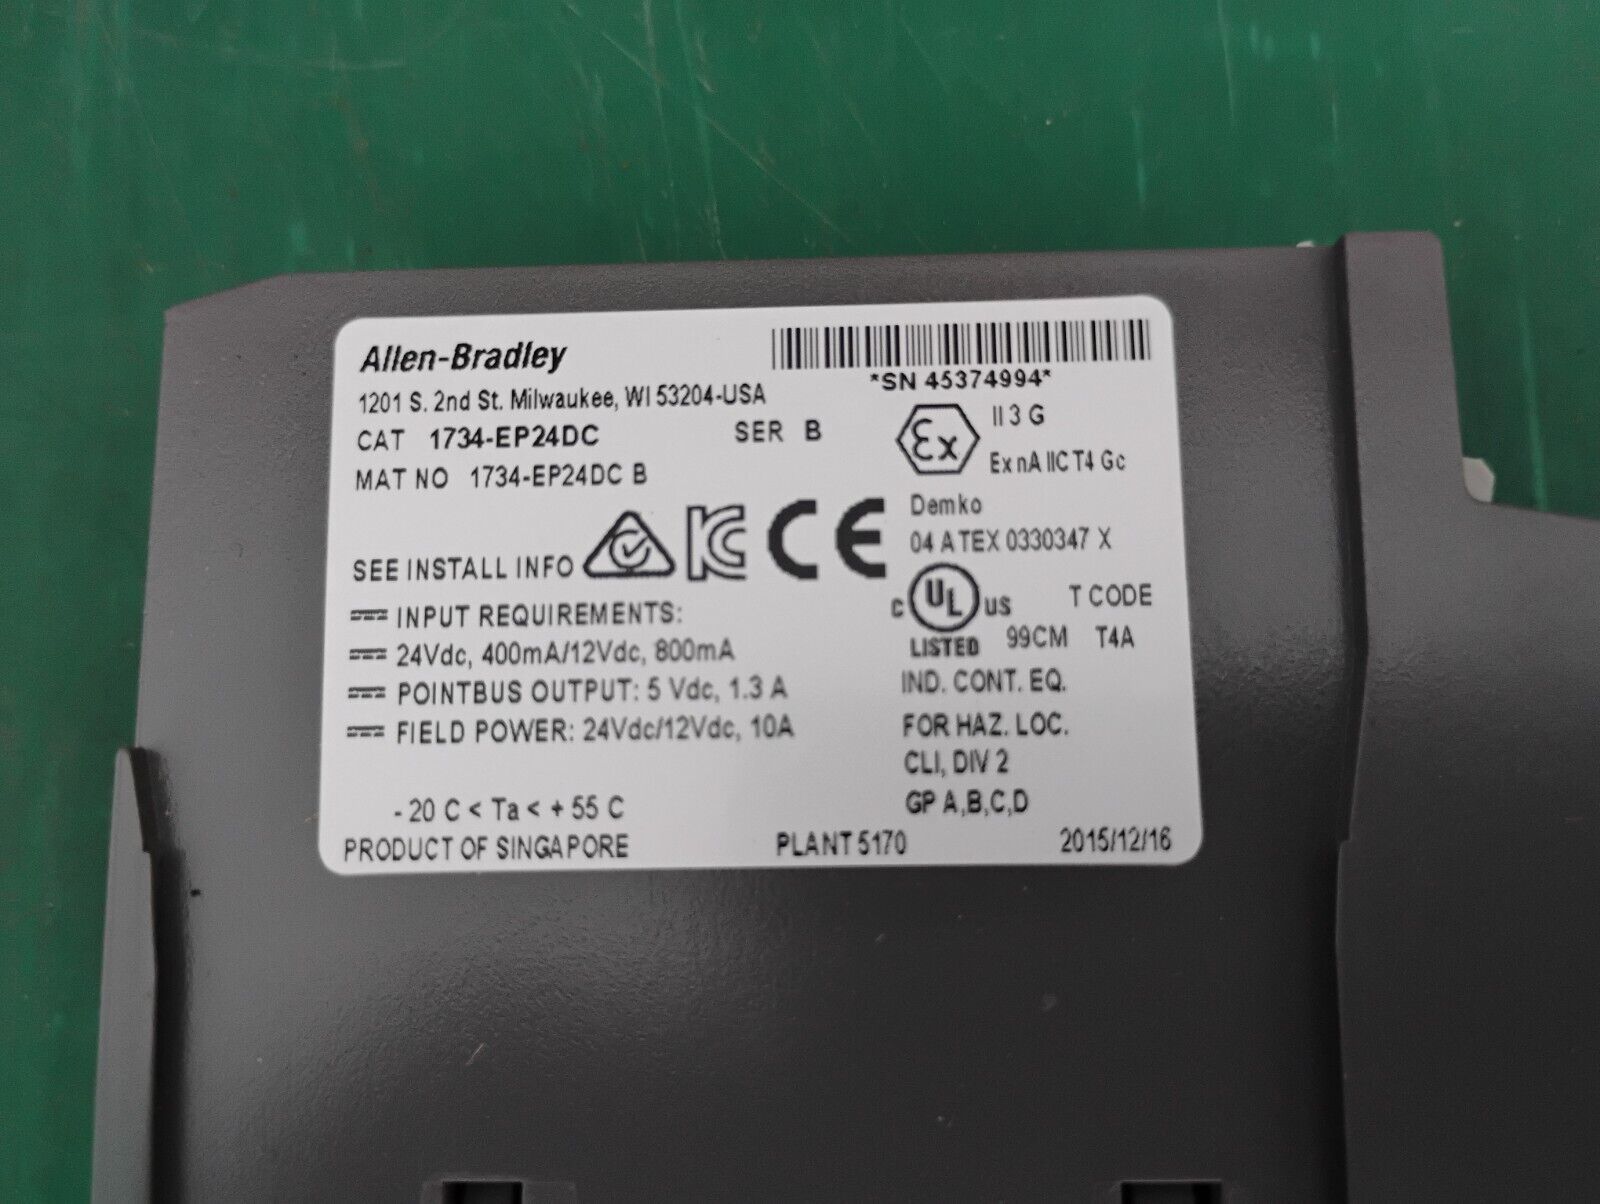 Allen-Bradley
*SN 45374994*
1201 S. 2nd St. Milwaukee, WI 53204-USA
CAT 1734-EP24DC SER B
MAT NO 1734-EP24DC B
Ex
II 3 G
Ex nA IIC T4 Gc
Demko
04 ATEX 0330347 X
SEE INSTALL INFO KC CE
INPUT REQUIREMENTS:
24Vdc, 400mA/12Vdc, 800mA
POINTBUS OUTPUT: 5 Vdc, 1.3 A
FIELD POWER: 24Vdc/12Vdc, 10A
C UL US T CODE
LISTED 99CM T4A
IND. CONT. EQ.
FOR HAZ. LOC.
CLI, DIV 2
GP A,B,C,D
- 20 C < Ta < + 55 C
PRODUCT OF SINGAPORE PLANT 5170 2015/12/16